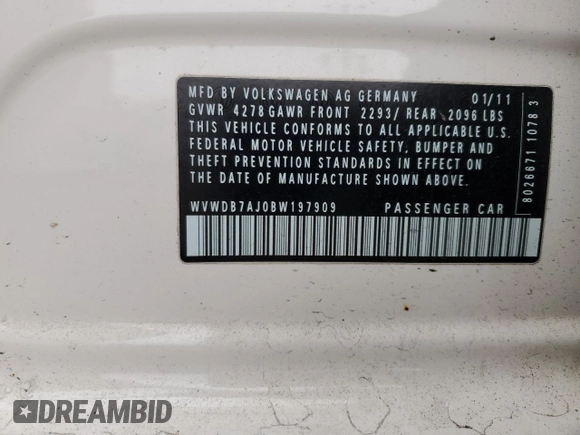 MFD BY VOLKSWAGEN AG GERMANY 01/11
GVWR 4278 GAWR FRONT 2293/ REAR 2096 LBS
THIS VEHICLE CONFORMS TO ALL APPLICABLE U.S.
FEDERAL MOTOR VEHICLE SAFETY, BUMPER AND
THEFT PREVENTION STANDARDS IN EFFECT ON
THE DATE OF MANUFACTURE SHOWN ABOVE.
WVWDB7AJ0BW197909 PASSENGER CAR
8026671 1078 3
DREAMBID